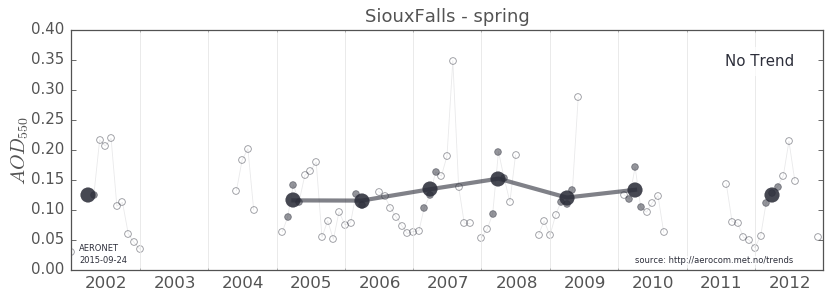 SiouxFalls - spring
No Trend
AOD550
0.40
0.35
0.30
0.25
0.20
0.15
0.10
0.05
0.00
AERONET
2015-09-24
source: http://aerocom.met.no/trends
2002 2003 2004 2005 2006 2007 2008 2009 2010 2011 2012